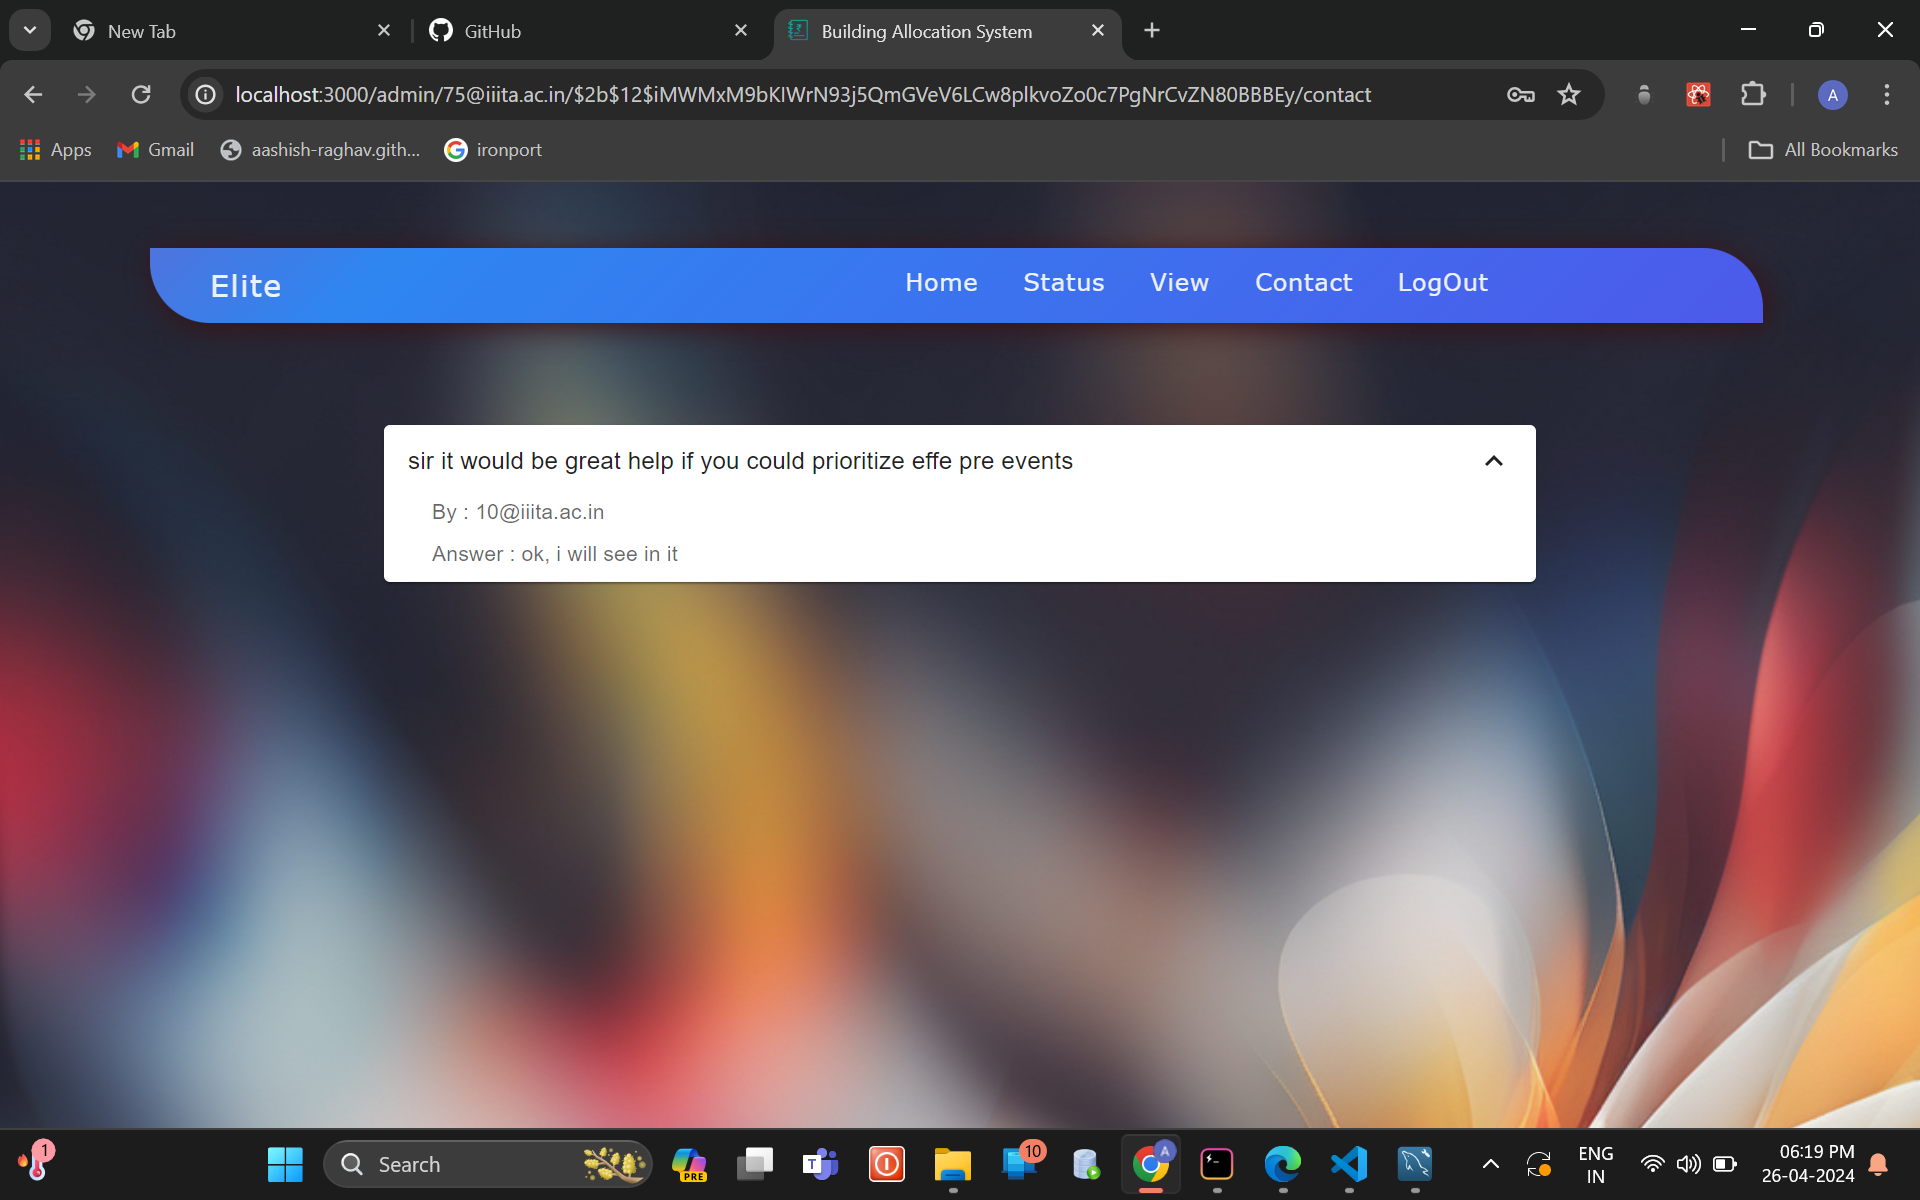 New Tab
GitHub
Building Allocation System
localhost:3000/admin/75@iiita.ac.in/$2b$12$iMWMxM9bKlWrN93j5QmGVeV6LCw8plkvoZo0c7PgNrCvZN80BBBEy/contact
A
Apps
Gmail
aashish-raghav.gith...
ironport
All Bookmarks
Elite
Home
Status
View
Contact
LogOut
sir it would be great help if you could prioritize effe pre events
By : 10@iiita.ac.in
Answer : ok, i will see in it
1
Search
PRE
T
10
A
ENG
IN
06:19 PM
26-04-2024